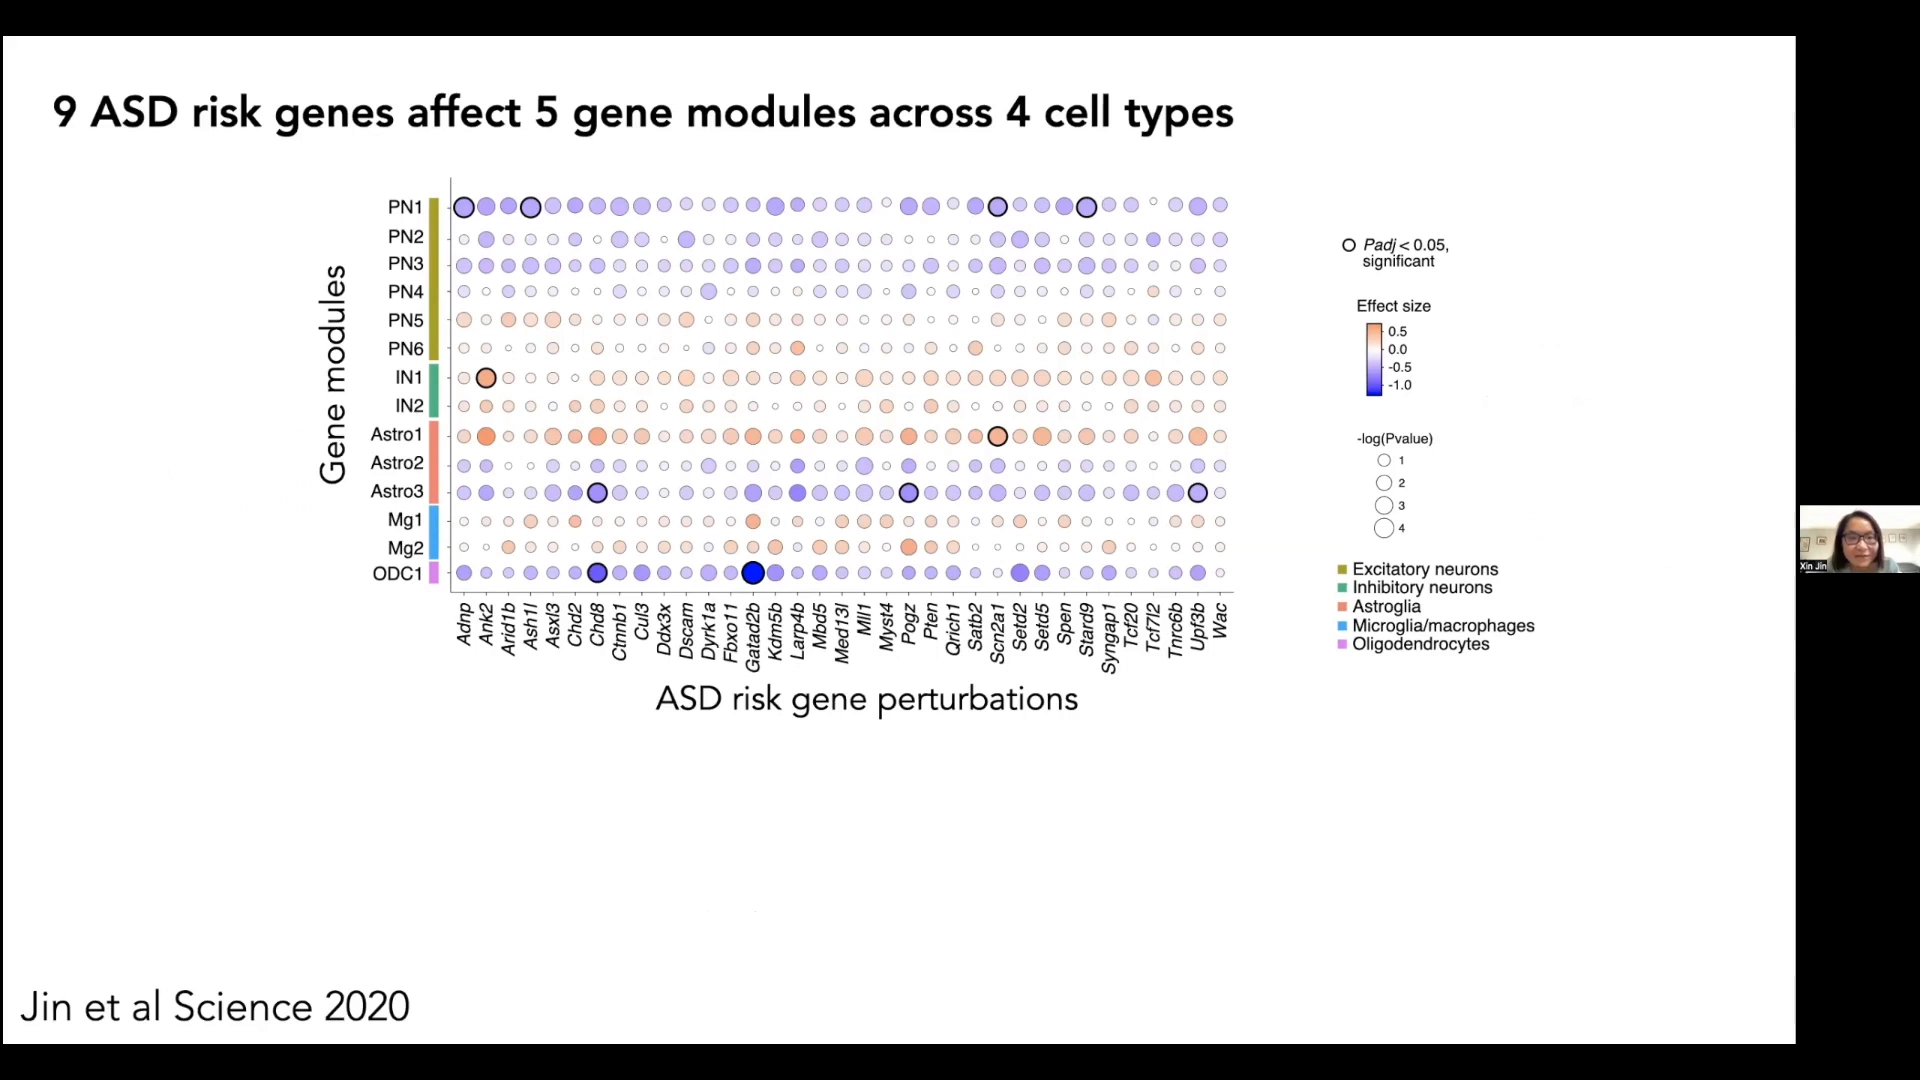 9 ASD risk genes affect 5 gene modules across 4 cell types
Gene modules
PN1
PN2
PN3
PN4
PN5
PN6
IN1
IN2
Astro1
Astro2
Astro3
Mg1
Mg2
ODC1
Adnp
Ank2
Arid1b
Ash1l
Asxl3
Chd2
Chd8
Ctnnb1
Cul3
Ddx3x
Dscam
Dyrk1a
Fbxo11
Gatad2b
Kdm5b
Larp4b
Mbd5
Med13l
Mll1
Myst4
Pogz
Pten
Qrich1
Satb2
Scn2a1
Setd2
Setd5
Spen
Stard9
Syngap1
Tcf20
Tcf7l2
Tnrc6b
Upf3b
Wac
ASD risk gene perturbations
Padj < 0.05,
significant
Effect size
0.5
0.0
-0.5
-1.0
-log(Pvalue)
1
2
3
4
Excitatory neurons
Inhibitory neurons
Astroglia
Microglia/macrophages
Oligodendrocytes
Xin Jin
Jin et al Science 2020